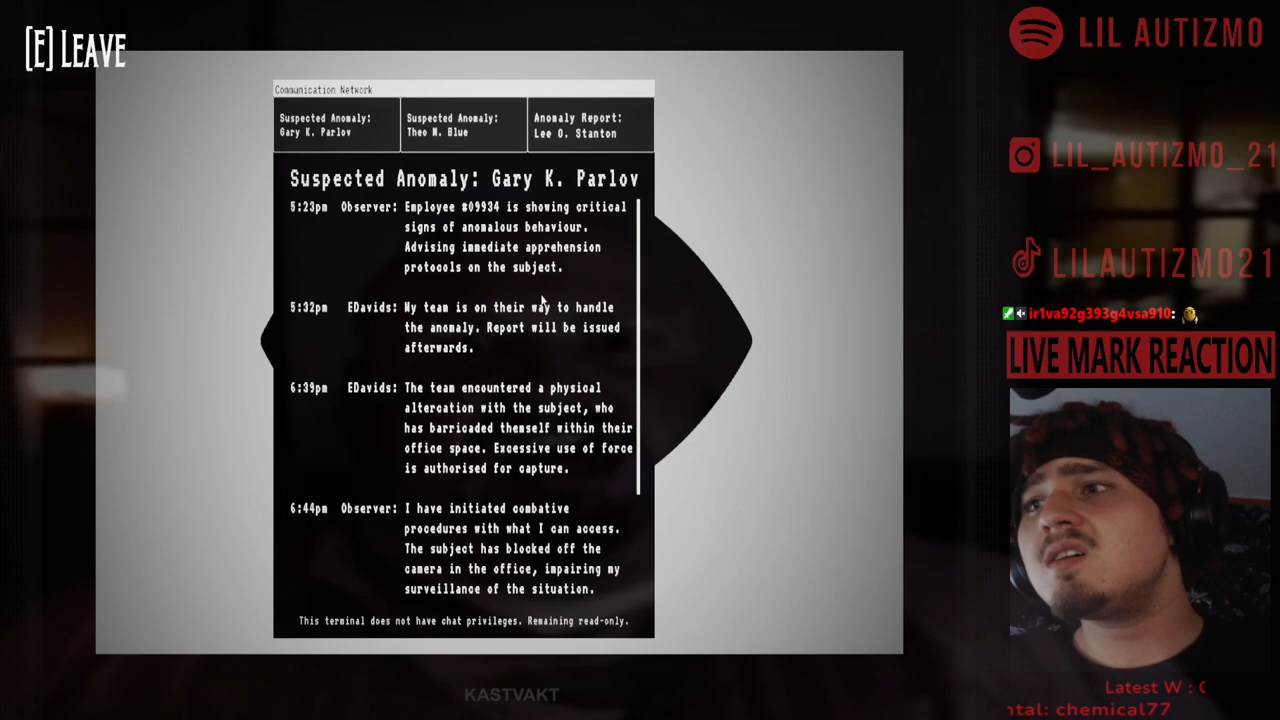 [E] LEAVE
Communication Network
Suspected Anomaly:
Gary K. Parlov
Suspected Anomaly:
Theo M. Blue
Anomaly Report:
Lee O. Stanton
Suspected Anomaly: Gary K. Parlov
5:23pm Observer: Employee #09934 is showing critical
signs of anomalous behaviour.
Advising immediate apprehension
protocols on the subject.
5:32pm EDavids: My team is on their way to handle
the anomaly. Report will be issued
afterwards.
6:39pm EDavids: The team encountered a physical
altercation with the subject, who
has barricaded themself within their
office space. Excessive use of force
is authorised for capture.
6:44pm Observer: I have initiated combative
procedures with what I can access.
The subject has blocked off the
camera in the office, impairing my
surveillance of the situation.
This terminal does not have chat privileges. Remaining read-only.
KASTVAKT
LIL AUTIZMO
LIL_AUTIZMO_21
LILAUTIZMO21
ir1va92g393g4vsa910:
LIVE MARK REACTION
Latest W :
ntal: chemical77